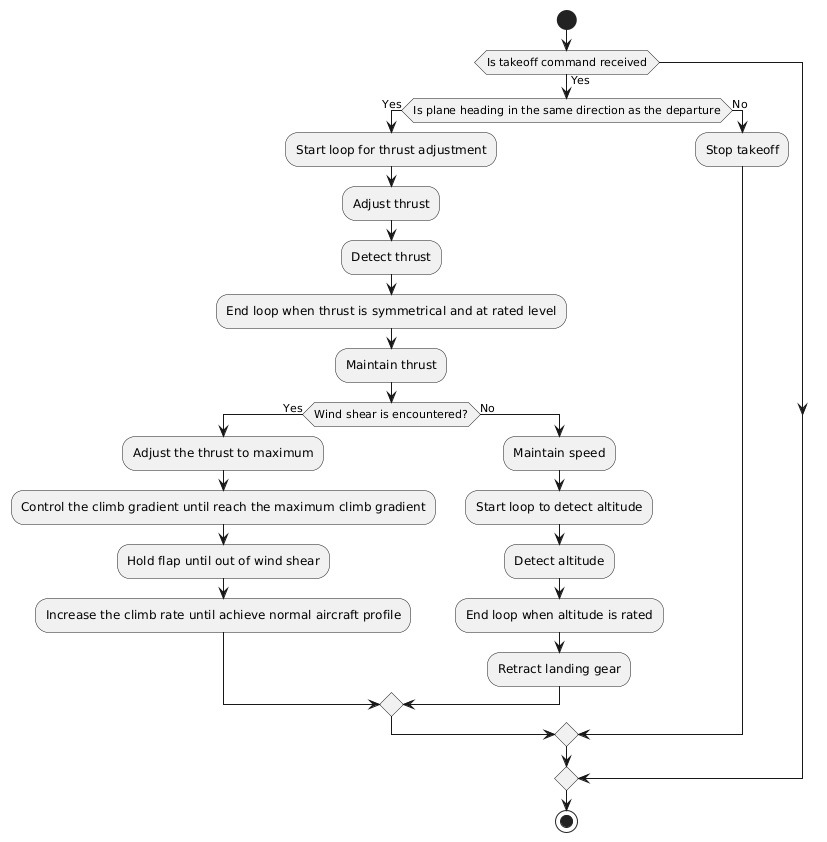 Is takeoff command received
Yes
Yes
Is plane heading in the same direction as the departure
No
Start loop for thrust adjustment
Stop takeoff
Adjust thrust
Detect thrust
End loop when thrust is symmetrical and at rated level
Maintain thrust
Yes
Wind shear is encountered?
No
Adjust the thrust to maximum
Maintain speed
Control the climb gradient until reach the maximum climb gradient
Start loop to detect altitude
Hold flap until out of wind shear
Detect altitude
Increase the climb rate until achieve normal aircraft profile
End loop when altitude is rated
Retract landing gear